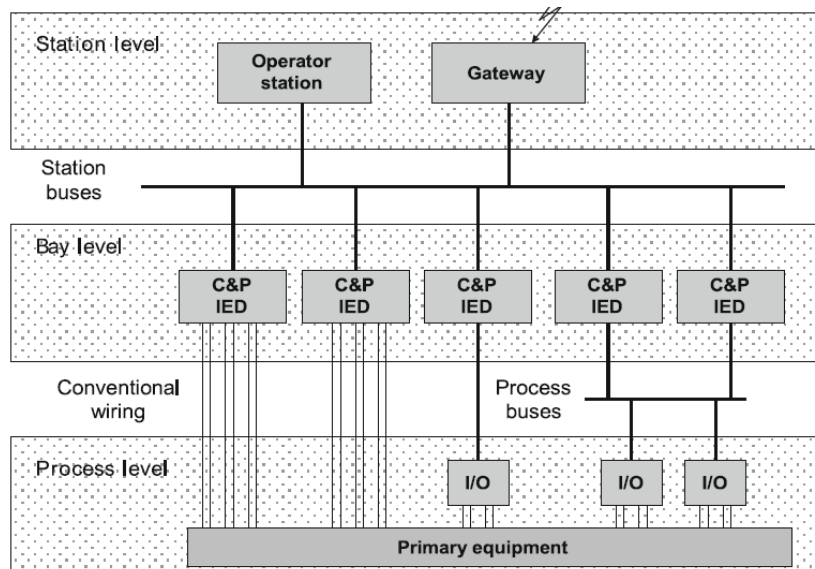 Station level
Operator
station
Gateway
Station
buses
Bay level
C&P
IED
C&P
IED
C&P
IED
C&P
IED
C&P
IED
Conventional
wiring
Process
buses
Process level
I/O
I/O
I/O
Primary equipment